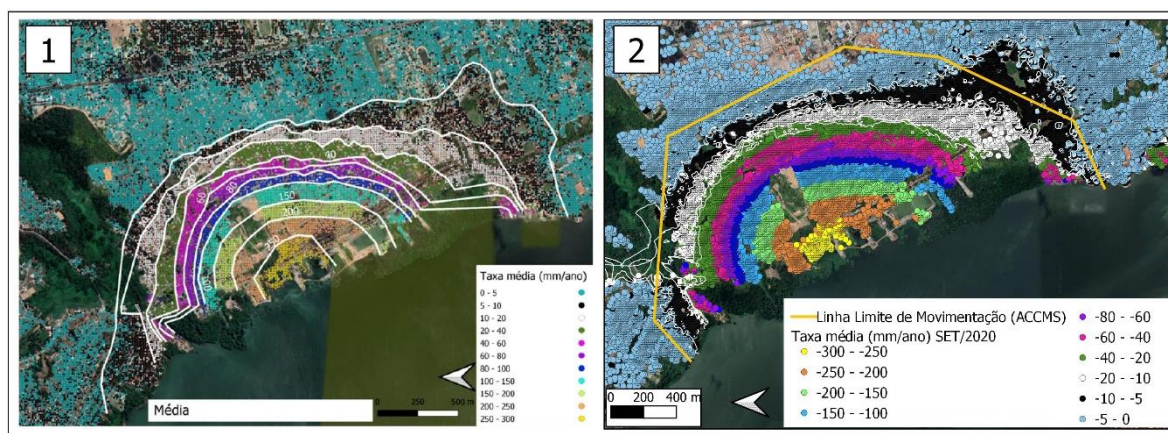 1
40
60
80
150
200
250
100
Taxa média (mm/ano)
0 - 5
5 - 10
10 - 20
20 - 40
40 - 60
60 - 80
80 - 100
100 - 150
150 - 200
200 - 250
250 - 300
Média
0 250 500 m
2
Linha Limite de Movimentação (ACCMS)
Taxa média (mm/ano) SET/2020
-300 - -250
-250 - -200
-200 - -150
-150 - -100
-80 - -60
-60 - -40
-40 - -20
-20 - -10
-10 - -5
-5 - 0
0 200 400 m